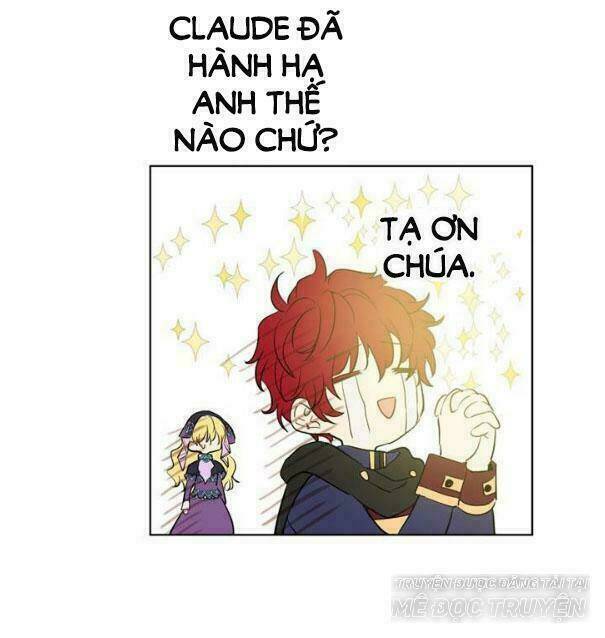 CLAUDE ĐÃ
HÀNH HẠ
ANH THẾ
NÀO CHỨ?
TẠ ƠN
CHÚA.
TRUYỆN ĐƯỢC ĐĂNG TẢI TẠI
MÊ ĐỌC TRUYỆN